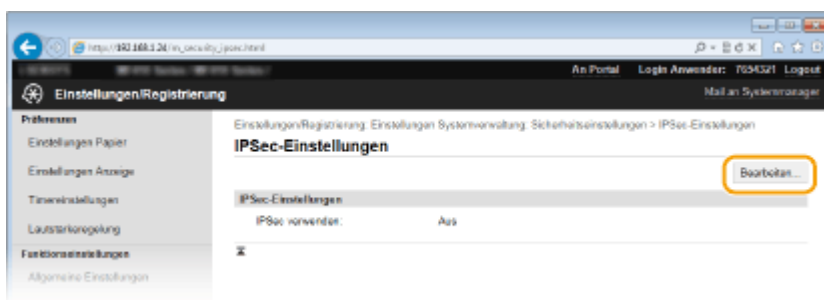 http://192.168.1.24/m_security_ipsec.html
An Portal Login Anwender: 7654321 Logout
Einstellungen/Registrierung
Mail an Systemmanager
Präferenzen
Einstellungen Papier
Einstellungen Anzeige
Timereinstellungen
Lautstärkeregelung
Funktionseinstellungen
Allgemeine Einstellungen
Einstellungen/Registrierung: Einstellungen Systemverwaltung: Sicherheitseinstellungen > IPSec-Einstellungen
IPSec-Einstellungen
Bearbeiten...
IPSec-Einstellungen
IPSec verwenden: Aus